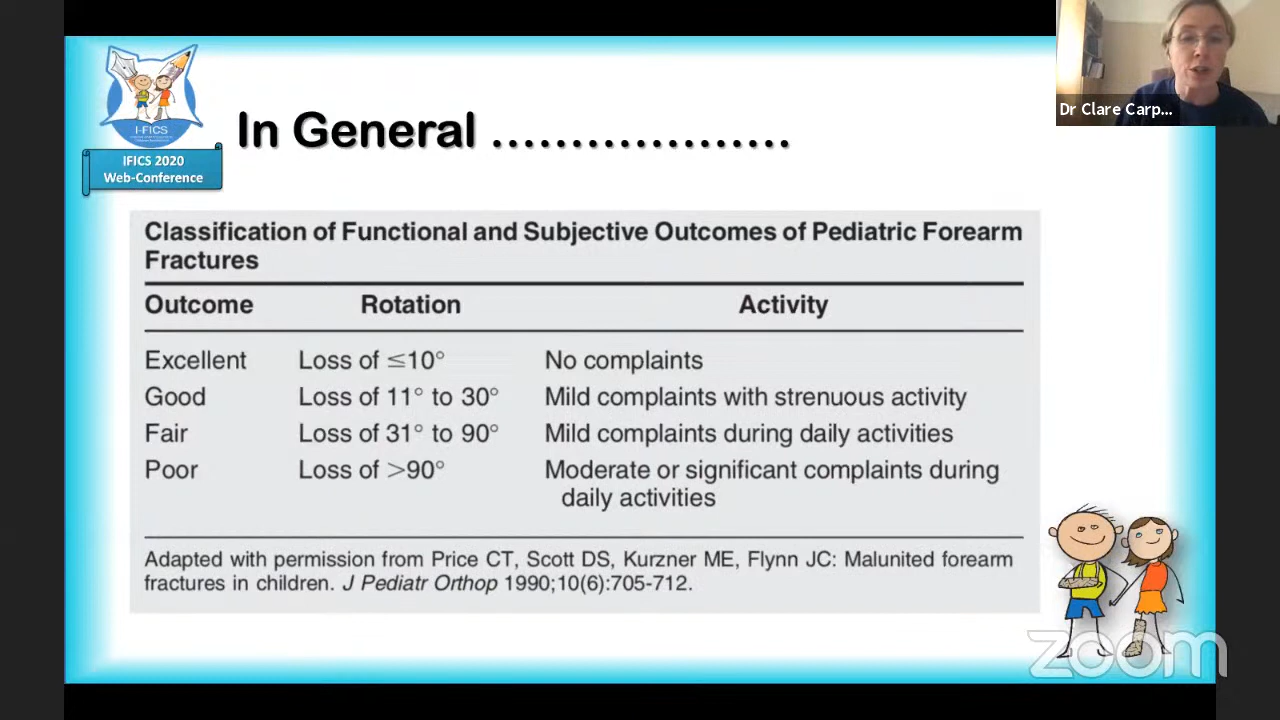 Dr Clare Carp...
I-FICS
IFICS 2020
Web-Conference
In General ...................
Classification of Functional and Subjective Outcomes of Pediatric Forearm
Fractures
Outcome Rotation Activity
Excellent Loss of ≤10° No complaints
Good Loss of 11° to 30° Mild complaints with strenuous activity
Fair Loss of 31° to 90° Mild complaints during daily activities
Poor Loss of >90° Moderate or significant complaints during
daily activities
Adapted with permission from Price CT, Scott DS, Kurzner ME, Flynn JC: Malunited forearm
fractures in children. J Pediatr Orthop 1990;10(6):705-712.
zoom